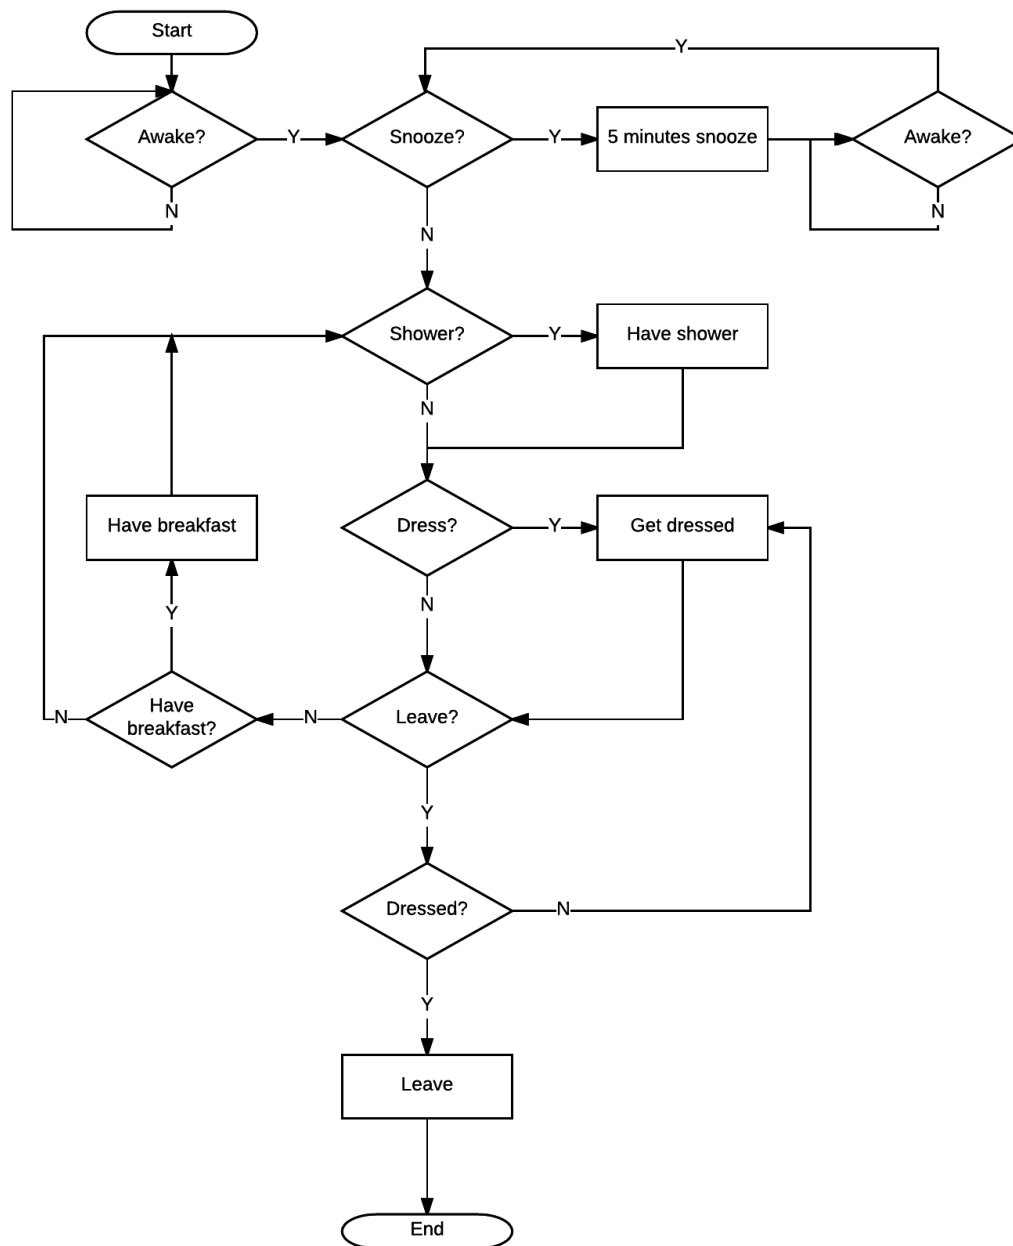 Start
Y
Awake?
Y
Snooze?
Y
5 minutes snooze
Awake?
N
N
N
Shower?
Y
Have shower
N
Have breakfast
Dress?
Y
Get dressed
Y
N
Have
breakfast?
N
N
Leave?
Y
Dressed?
N
Y
Leave
End